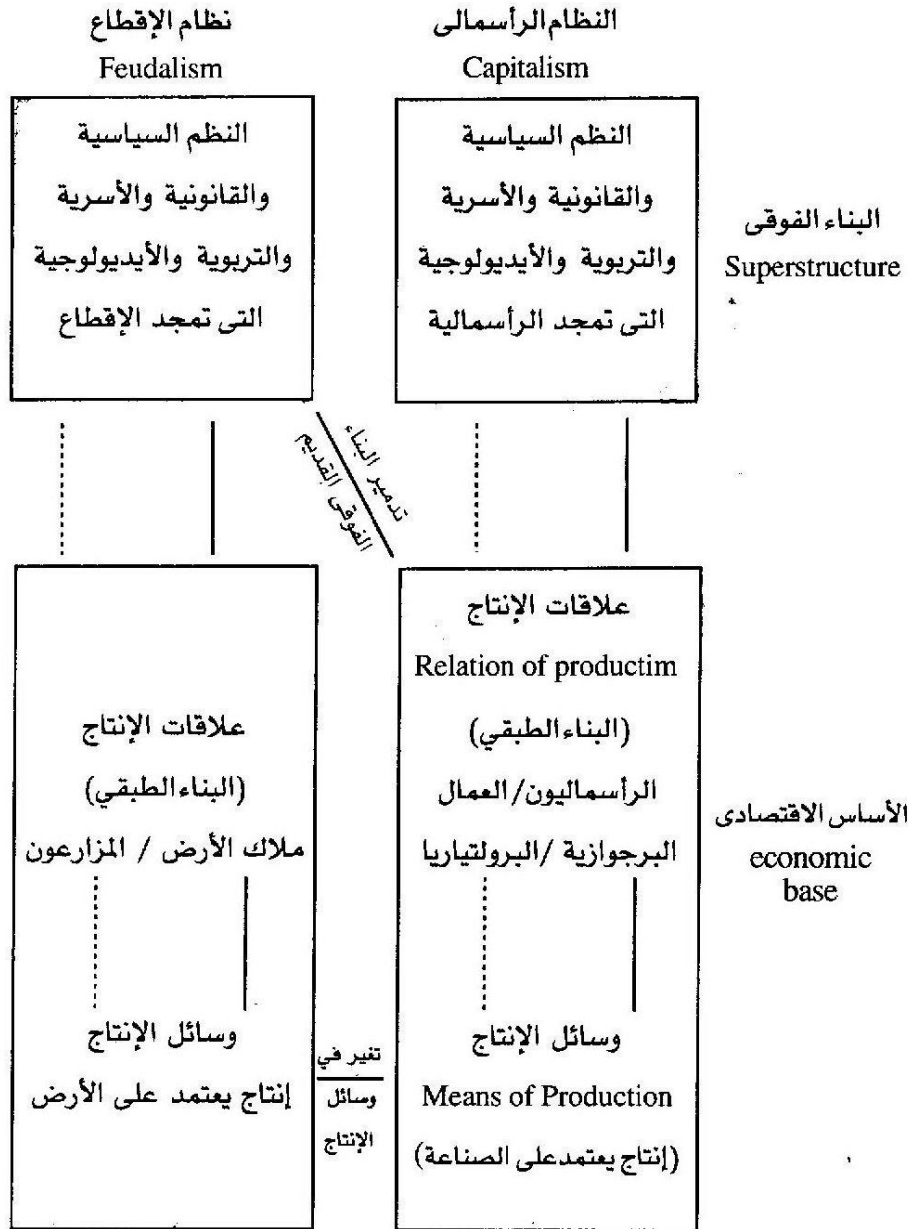 نظام الإقطاع
Feudalism
النظام الرأسمالى
Capitalism
النظم السياسية
والقانونية والأسرية
والتربوية والأيديولوجية
التى تمجد الإقطاع
النظم السياسية
والقانونية والأسرية
والتربوية والأيديولوجية
التى تمجد الرأسمالية
البناء الفوقى
Superstructure
تدمير البناء
الفوقى القديم
علاقات الإنتاج
(البناء الطبقي)
ملاك الأرض / المزارعون
وسائل الإنتاج
إنتاج يعتمد على الأرض
تغير في
وسائل
الإنتاج
علاقات الإنتاج
Relation of productim
(البناء الطبقي)
الرأسماليون/العمال
البرجوازية/البرولتياريا
وسائل الإنتاج
Means of Production
(إنتاج يعتمد على الصناعة)
الأساس الاقتصادى
economic
base